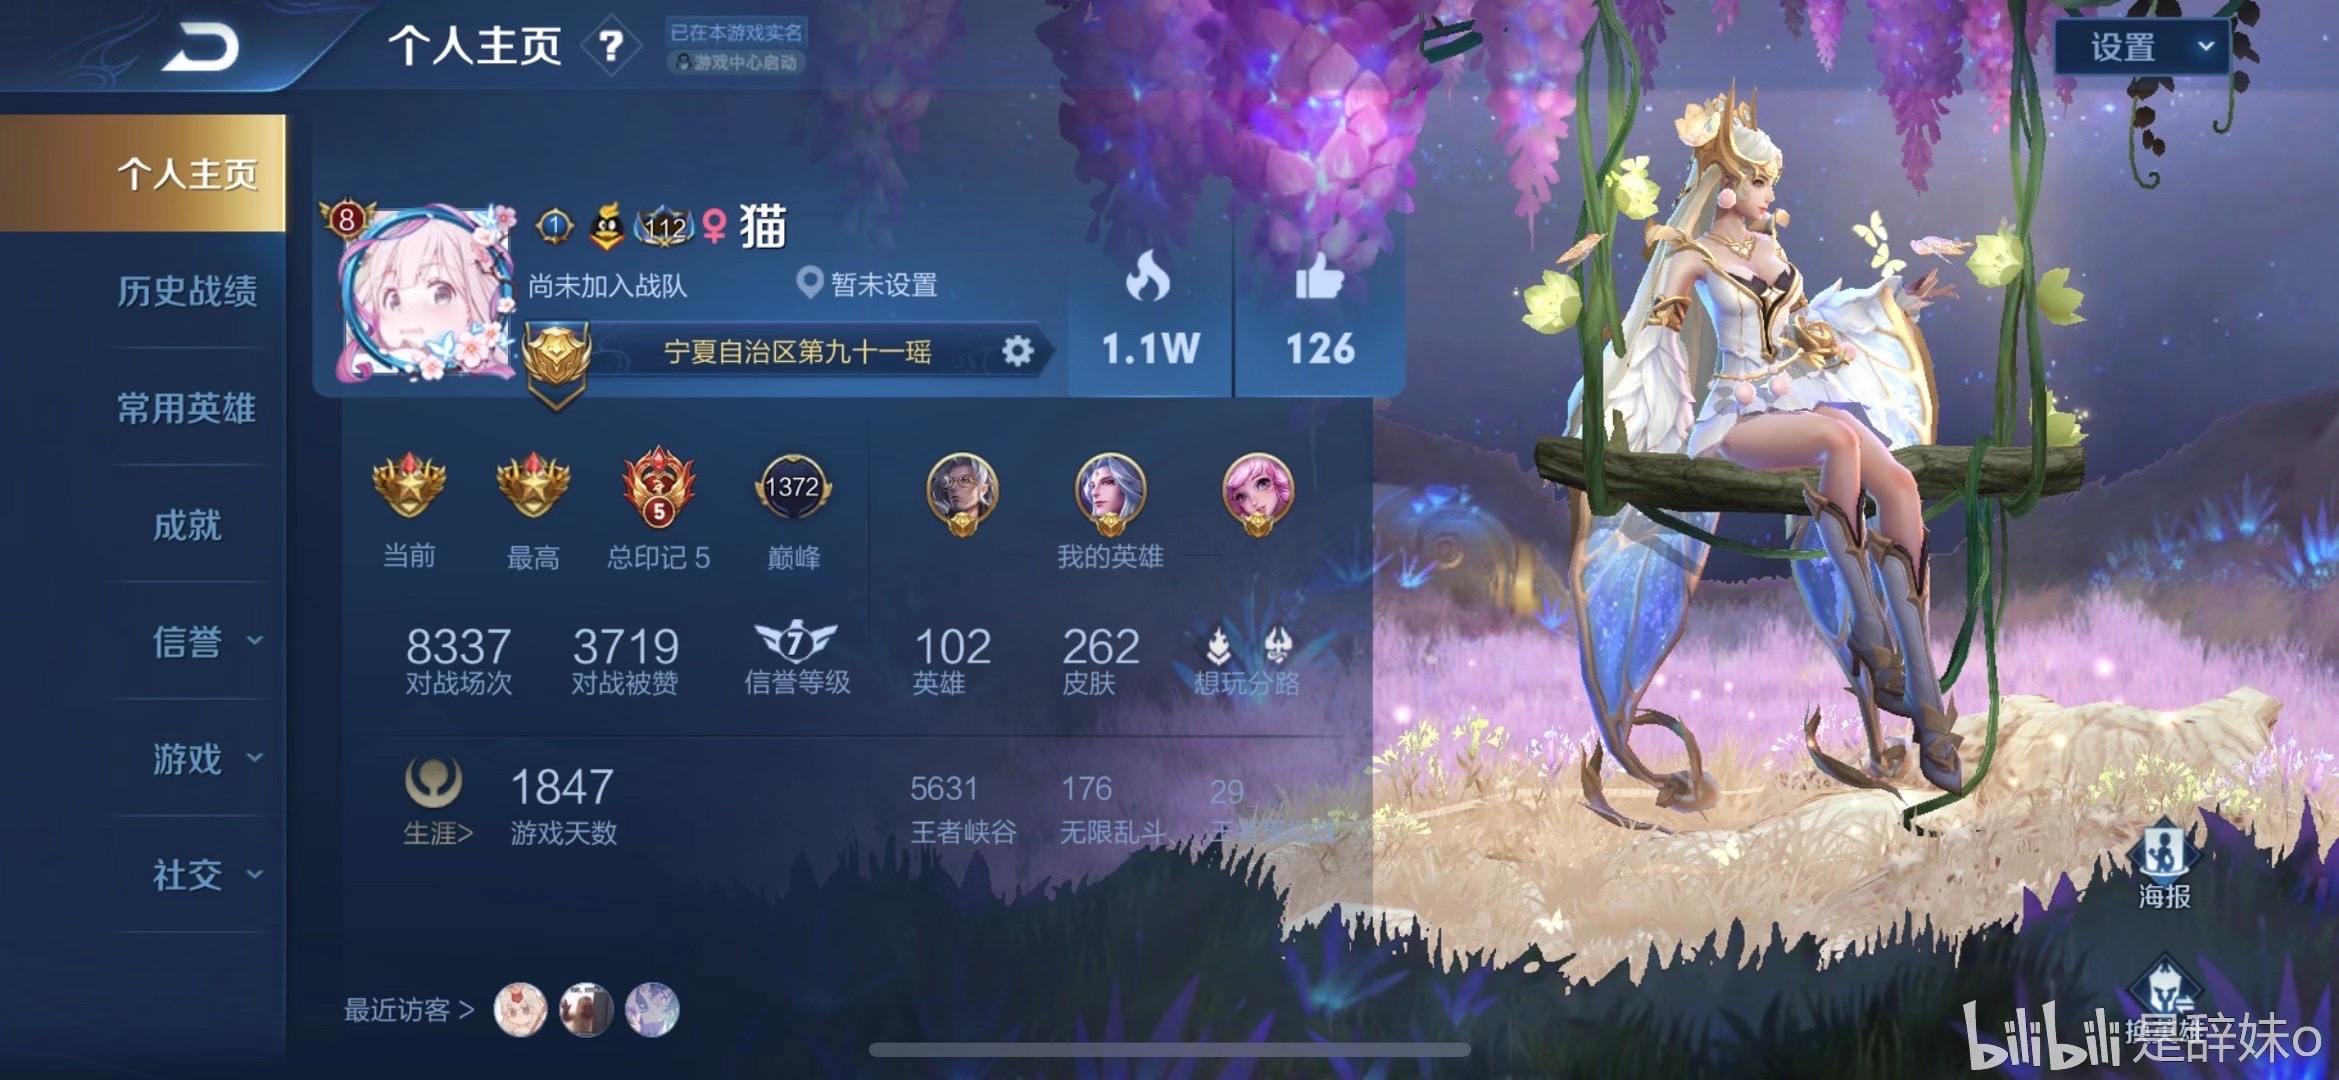 个人主页
?
已在本游戏实名
游戏中心启动
设置
个人主页
历史战绩
常用英雄
成就
信誉
游戏
社交
8
1
112
猫
尚未加入战队
暂未设置
宁夏自治区第九十一瑶
1.1W
126
5
1372
当前
最高
总印记 5
巅峰
我的英雄
8337
3719
7
102
262
对战场次
对战被赞
信誉等级
英雄
皮肤
想玩分路
1847
5631
176
29
生涯>
游戏天数
王者峡谷
无限乱斗
海报
最近访客 >
换英雄
bilibili 是辞妹o